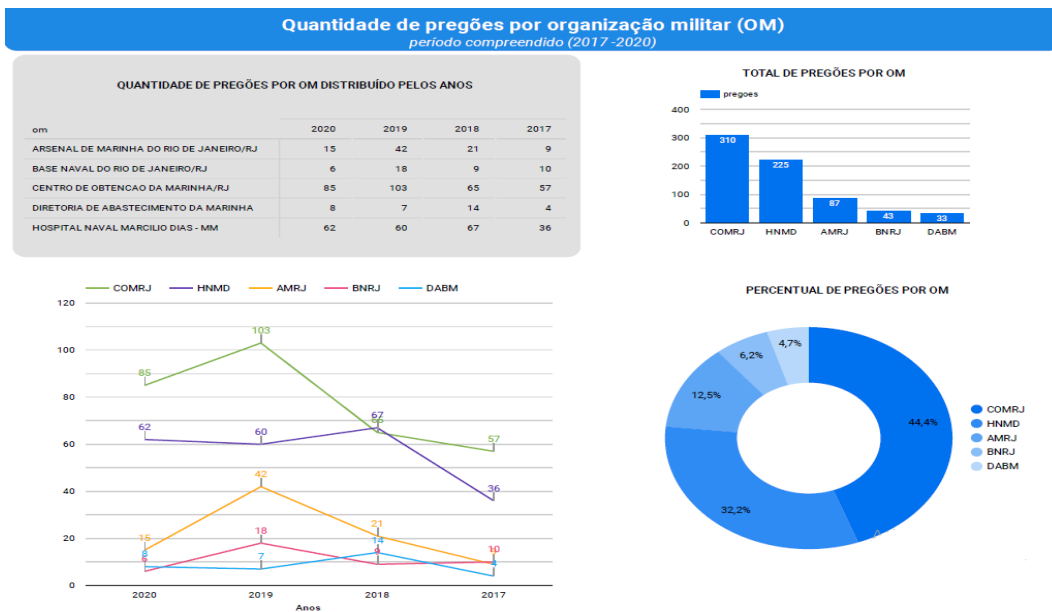 Quantidade de pregões por organização militar (OM)
período compreendido (2017 -2020)
QUANTIDADE DE PREGÕES POR OM DISTRIBUÍDO PELOS ANOS
om 2020 2019 2018 2017
ARSENAL DE MARINHA DO RIO DE JANEIRO/RJ 15 42 21 9
BASE NAVAL DO RIO DE JANEIRO/RJ 6 18 9 10
CENTRO DE OBTENCAO DA MARINHA/RJ 85 103 65 57
DIRETORIA DE ABASTECIMENTO DA MARINHA 8 7 14 4
HOSPITAL NAVAL MARCILIO DIAS - MM 62 60 67 36
TOTAL DE PREGÕES POR OM
pregoes
400
300
200
100
0
310
225
87
43
33
COMRJ HNMD AMRJ BNRJ DABM
COMRJ HNMD AMRJ BNRJ DABM
120
100
80
60
40
20
0
85 103 65 57
62 60 67 36
15 42 21 9
6 18 9 10
8 7 14 4
2020 2019 2018 2017
Anos
PERCENTUAL DE PREGÕES POR OM
4,7%
6,2%
12,5%
44,4%
32,2%
COMRJ
HNMD
AMRJ
BNRJ
DABM